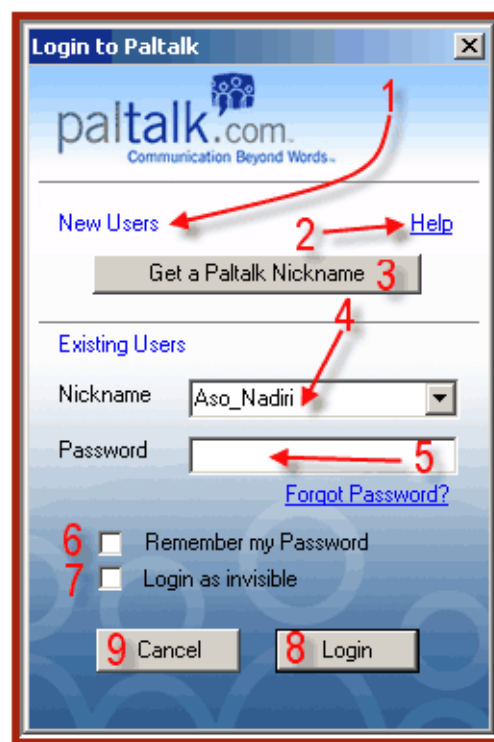 Login to Paltalk
paltalk.com
Communication Beyond Words
1
New Users
2
Help
Get a Paltalk Nickname 3
4
Existing Users
Nickname Aso_Nadiri
Password 5
Forgot Password?
6 Remember my Password
7 Login as invisible
9 Cancel 8 Login